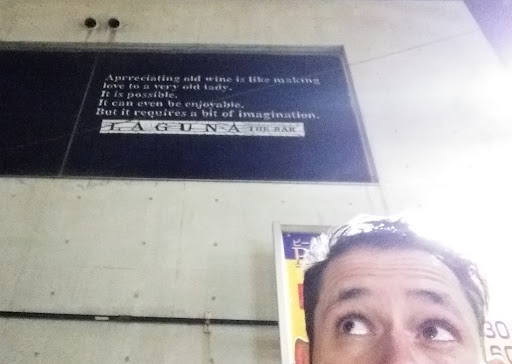 Aprreciating old wine is like making
love to a very old lady.
It is possible.
It can even be enjoyable.
But it requires a bit of imagination.
LAGUNA THE BAR